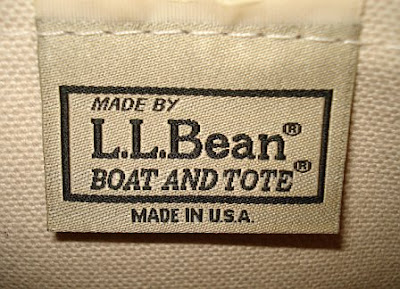 MADE BY
L.L.Bean®
BOAT AND TOTE®
MADE IN U.S.A.